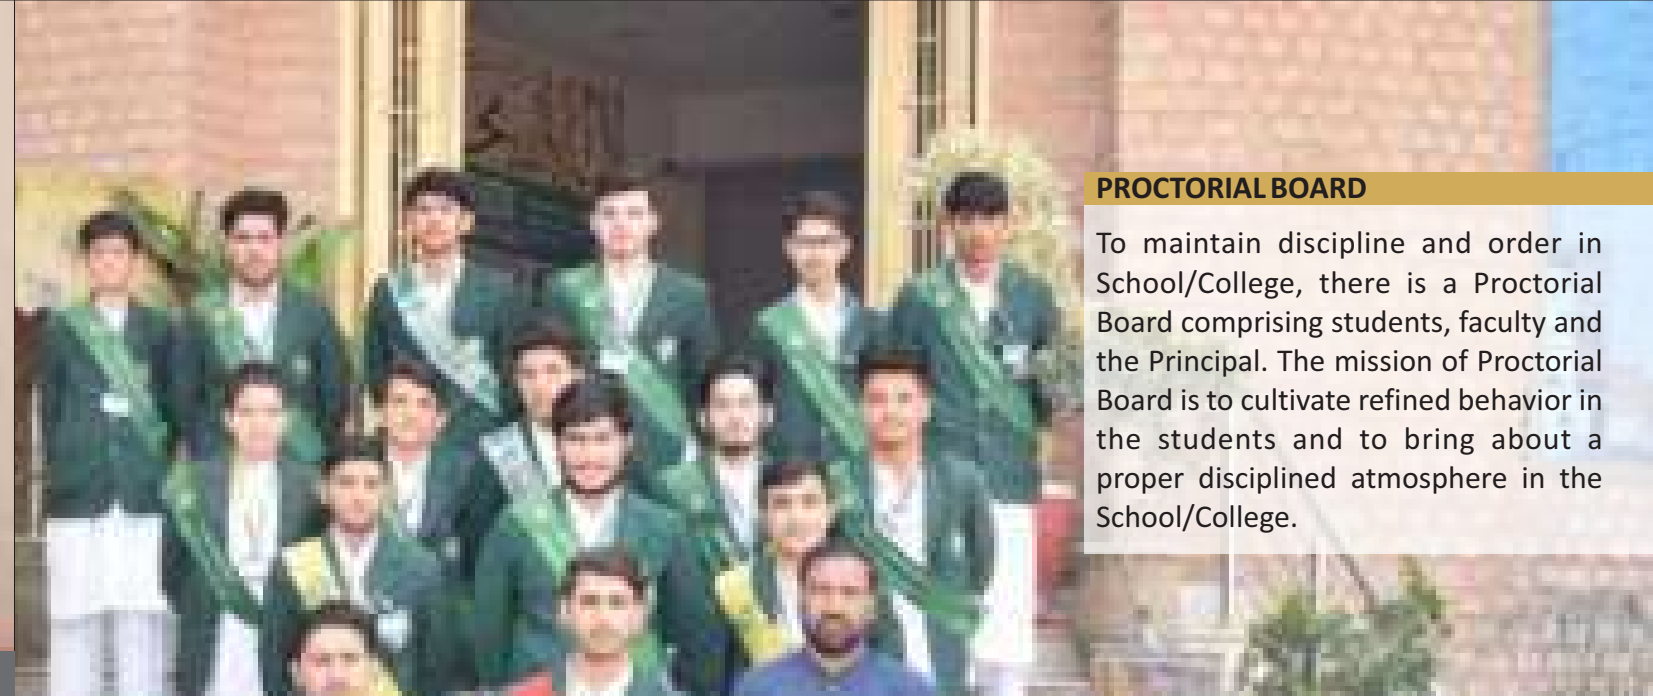 PROCTORIAL BOARD
To maintain discipline and order in
School/College, there is a Proctorial
Board comprising students, faculty and
the Principal. The mission of Proctorial
Board is to cultivate refined behavior in
the students and to bring about a
proper disciplined atmosphere in the
School/College.